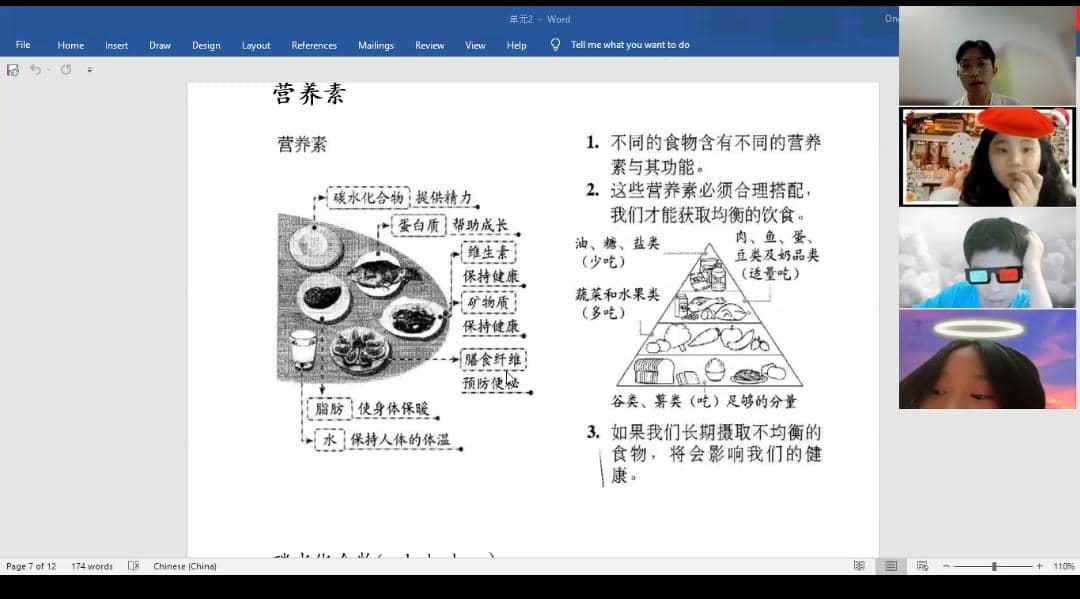 单元2 - Word
File Home Insert Draw Design Layout References Mailings Review View Help Tell me what you want to do
营养素
营养素
碳水化合物 提供精力
蛋白质 帮助成长
维生素
保持健康
矿物质
保持健康
膳食纤维
预防便秘
脂肪 使身体保暖
水 保持人体的体温
1. 不同的食物含有不同的营养
素与其功能。
2. 这些营养素必须合理搭配，
我们才能获取均衡的饮食。
油、糖、盐类
（少吃）
肉、鱼、蛋、
豆类及奶品类
（适量吃）
蔬菜和水果类
（多吃）
谷类、薯类（吃）足够的分量
3. 如果我们长期摄取不均衡的
食物，将会影响我们的健
康。
Page 7 of 12 174 words Chinese (China) 110%